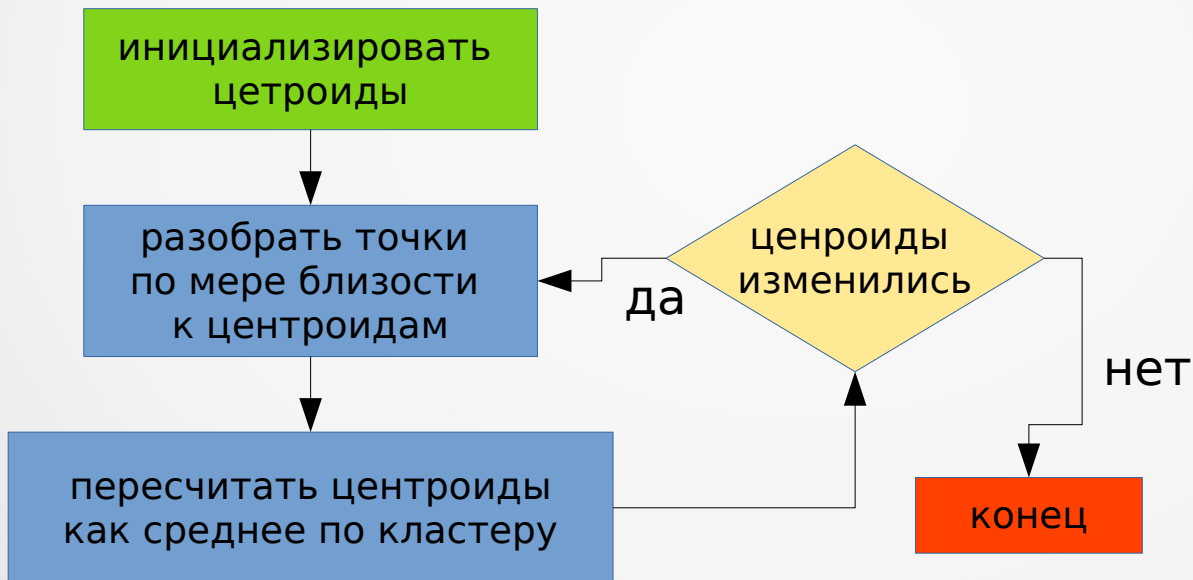 инициализировать
цетроиды
разобрать точки
по мере близости
к центроидам
ценроиды
изменились
да
нет
пересчитать центроиды
как среднее по кластеру
конец